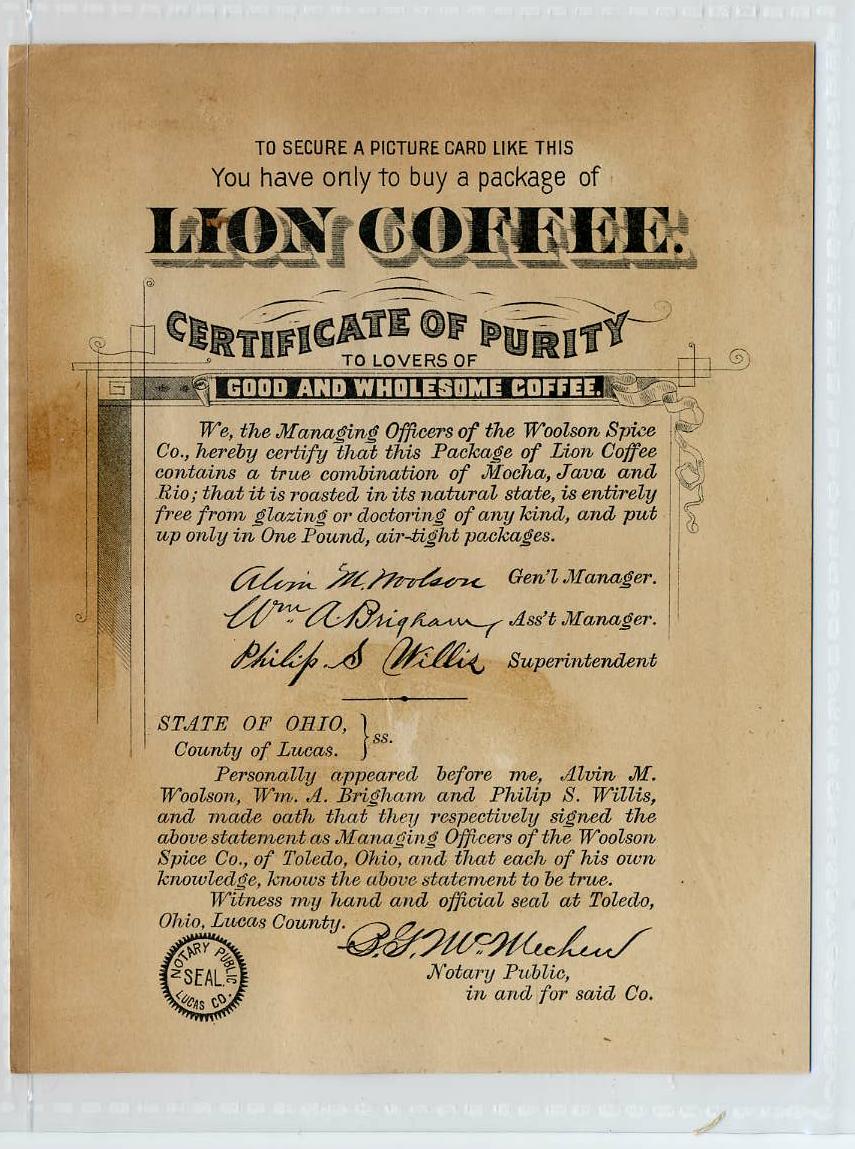 TO SECURE A PICTURE CARD LIKE THIS
You have only to buy a package of
LION COFFEE.
CERTIFICATE OF PURITY
TO LOVERS OF
GOOD AND WHOLESOME COFFEE.
We, the Managing Officers of the Woolson Spice
Co., hereby certify that this Package of Lion Coffee
contains a true combination of Mocha, Java and
Rio; that it is roasted in its natural state, is entirely
free from glazing or doctoring of any kind, and put
up only in One Pound, air-tight packages.
Alvin M. Woolson Gen'l Manager.
Wm. A. Brigham, Ass't Manager.
Philip. S Willis Superintendent
STATE OF OHIO,
County of Lucas. } ss.
Personally appeared before me, Alvin M.
Woolson, Wm. A. Brigham and Philip S. Willis,
and made oath that they respectively signed the
above statement as Managing Officers of the Woolson
Spice Co., of Toledo, Ohio, and that each of his own
knowledge, knows the above statement to be true.
Witness my hand and official seal at Toledo,
Ohio, Lucas County.
McMechen
Notary Public,
in and for said Co.
NOTARY PUBLIC
SEAL.
LUCAS CO.